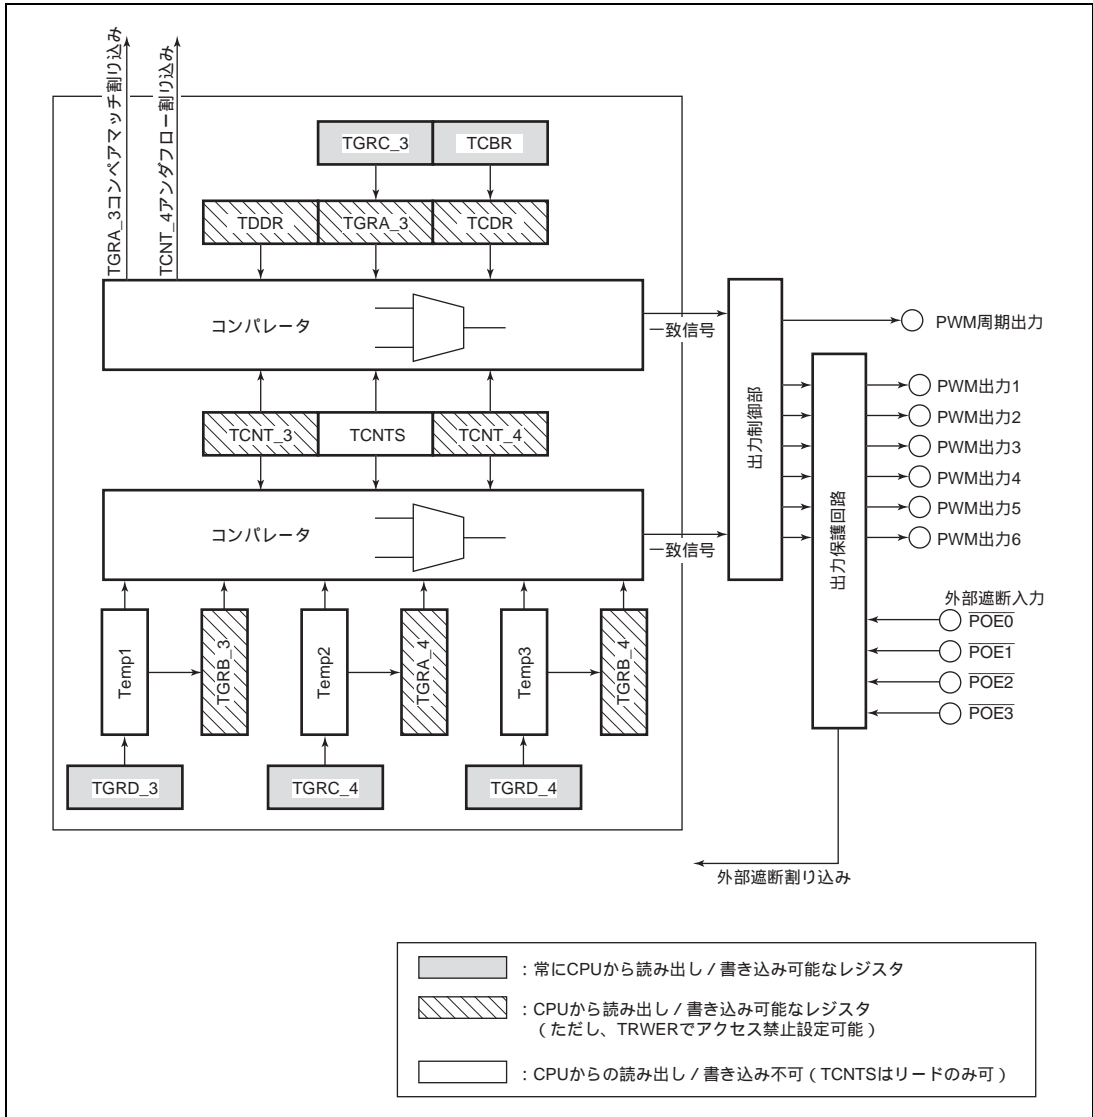 TGRA_3コンペアマッチ割り込み
TCNT_4アンダフロー割り込み
TGRC_3
TCBR
TDDR
TGRA_3
TCDR
コンパレータ
一致信号
PWM周期出力
出力制御部
出力保護回路
PWM出力1
PWM出力2
PWM出力3
PWM出力4
PWM出力5
PWM出力6
TCNT_3
TCNTS
TCNT_4
コンパレータ
一致信号
外部遮断入力
POE0
POE1
POE2
POE3
Temp1
TGRB_3
Temp2
TGRA_4
Temp3
TGRB_4
TGRD_3
TGRC_4
TGRD_4
外部遮断割り込み
：常にCPUから読み出し / 書き込み可能なレジスタ
：CPUから読み出し / 書き込み可能なレジスタ
（ただし、TRWERでアクセス禁止設定可能）
：CPUからの読み出し / 書き込み不可（TCNTSはリードのみ可）